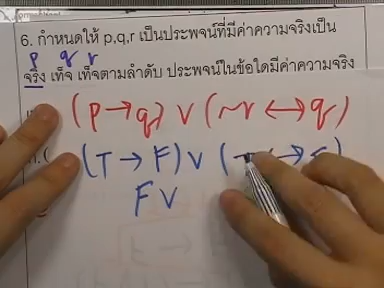 6. กำหนดให้ p,q,r เป็นประพจน์ที่มีค่าความจริงเป็น
p q r
จริง เท็จ เท็จตามลำดับ ประพจน์ในข้อใดมีค่าความจริง
(p → q) ∨ (~r ↔ q)
(T → F) ∨ (
F ∨